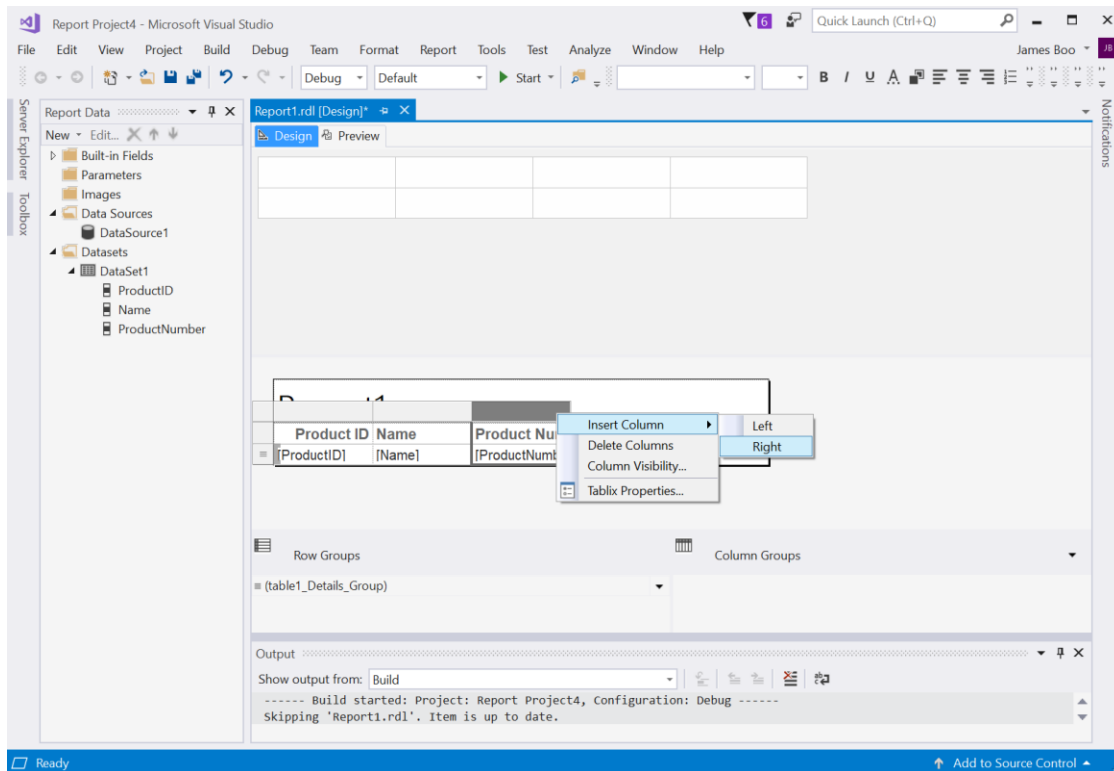 Report Project4 - Microsoft Visual Studio
6
Quick Launch (Ctrl+Q)
File Edit View Project Build Debug Team Format Report Tools Test Analyze Window Help
James Boo
JB
Debug
Default
Start
B I U A
Server Explorer
Toolbox
Report Data
New Edit...
Built-in Fields
Parameters
Images
Data Sources
DataSource1
Datasets
DataSet1
ProductID
Name
ProductNumber
Report1.rdl [Design]*
Design Preview
Notifications
Product ID Name Product Nu
[ProductID] [Name] [ProductNumb
Insert Column
Delete Columns
Column Visibility...
Tablix Properties...
Left
Right
Row Groups
Column Groups
(table1_Details_Group)
Output
Show output from: Build
------ Build started: Project: Report Project4, Configuration: Debug ------
Skipping 'Report1.rdl'. Item is up to date.
Ready
Add to Source Control